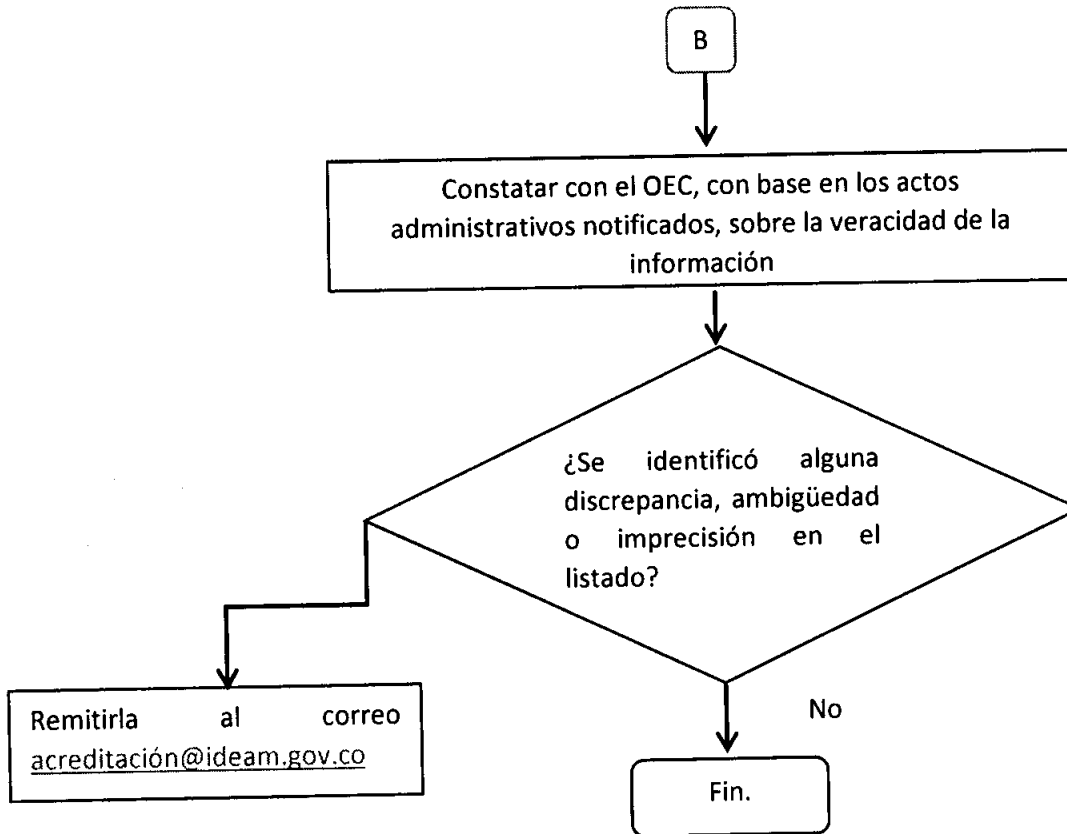 B
Constatar con el OEC, con base en los actos
administrativos notificados, sobre la veracidad de la
información
¿Se identificó alguna
discrepancia, ambigüedad
o imprecisión en el
listado?
Remitirla al correo
acreditación@ideam.gov.co
No
Fin.